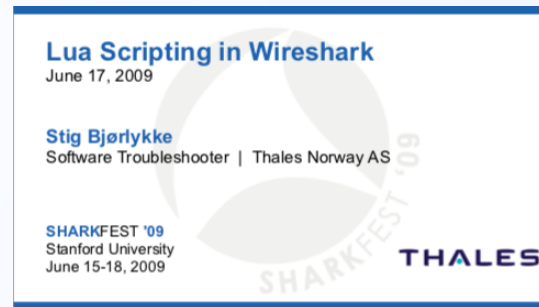 Lua Scripting in Wireshark
June 17, 2009
Stig Bjørlykke
Software Troubleshooter | Thales Norway AS
SHARKFEST '09
Stanford University
June 15-18, 2009
THALES
SHARKFEST '09